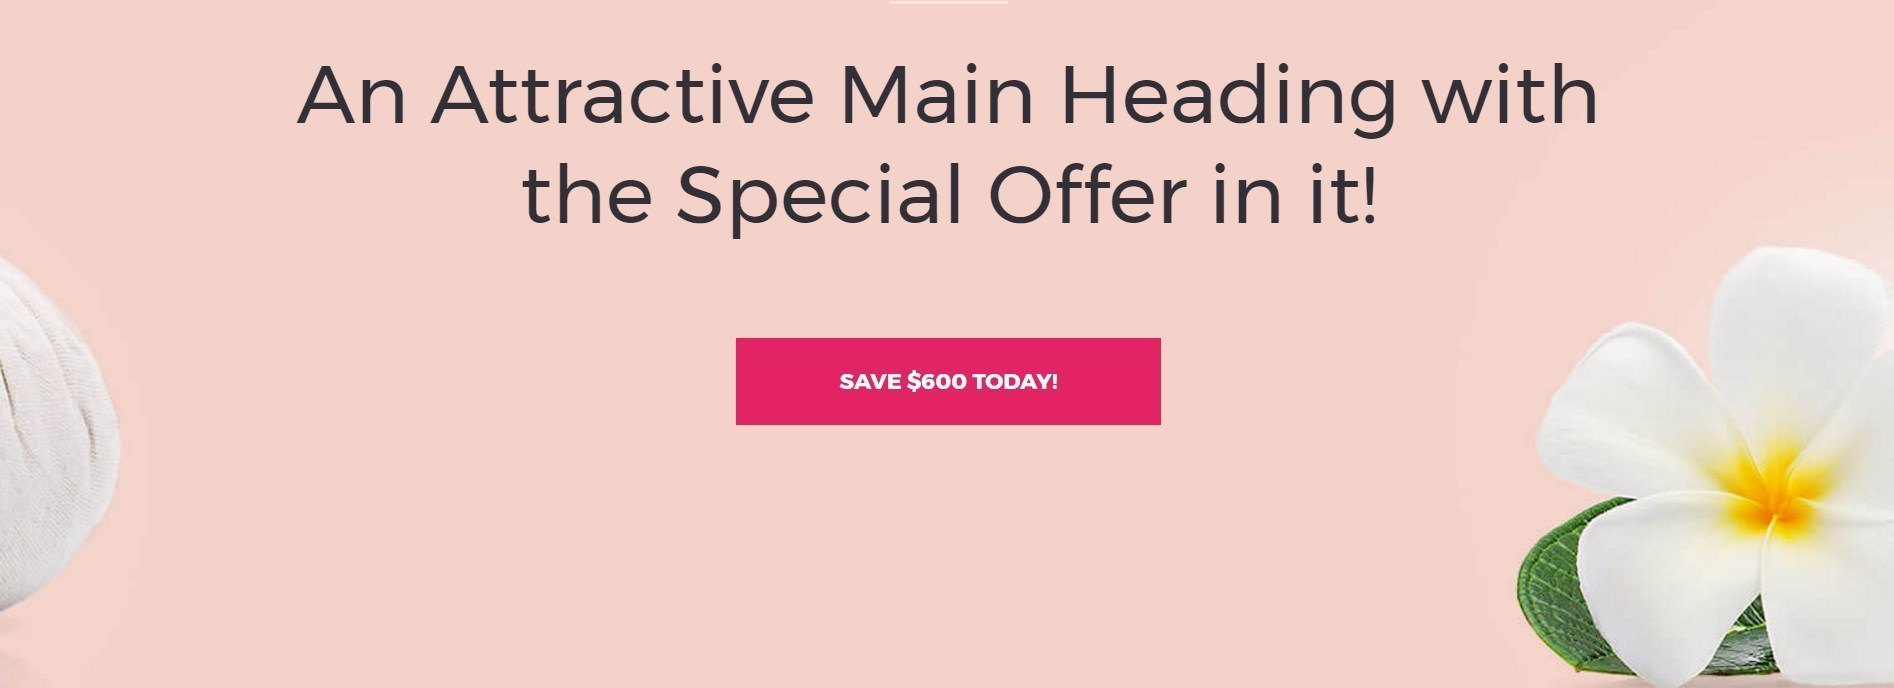 An Attractive Main Heading with
the Special Offer in it!
SAVE $600 TODAY!